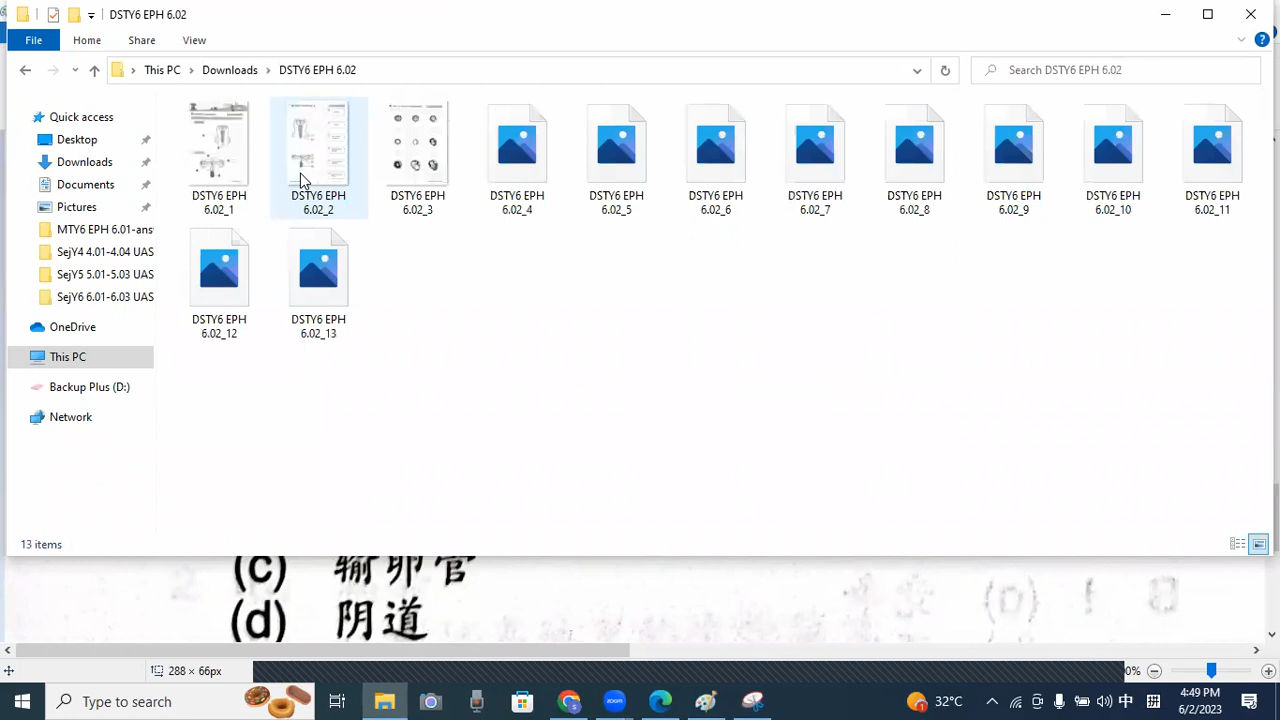 DSTY6 EPH 6.02
File
Home
Share
View
This PC
Downloads
DSTY6 EPH 6.02
Search DSTY6 EPH 6.02
Quick access
Desktop
Downloads
Documents
Pictures
MTY6 EPH 6.01-ans
SejY4 4.01-4.04 UAS
SejY5 5.01-5.03 UAS
SejY6 6.01-6.03 UAS
OneDrive
This PC
Backup Plus (D:)
Network
DSTY6 EPH 6.02_1
DSTY6 EPH 6.02_2
DSTY6 EPH 6.02_3
DSTY6 EPH 6.02_4
DSTY6 EPH 6.02_5
DSTY6 EPH 6.02_6
DSTY6 EPH 6.02_7
DSTY6 EPH 6.02_8
DSTY6 EPH 6.02_9
DSTY6 EPH 6.02_10
DSTY6 EPH 6.02_11
DSTY6 EPH 6.02_12
DSTY6 EPH 6.02_13
13 items
(c) 输卵管
(d) 阴道
288 × 66px
Type to search
zoom
32°C
中
拼
4:49 PM
6/2/2023